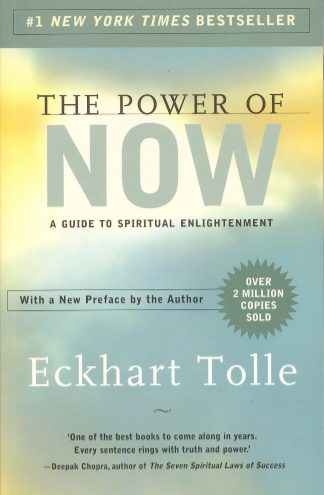 #1 NEW YORK TIMES BESTSELLER
THE POWER OF
NOW
A GUIDE TO SPIRITUAL ENLIGHTENMENT
With a New Preface by the Author
OVER
2 MILLION
COPIES
SOLD
Eckhart Tolle
~
‘One of the best books to come along in years.
Every sentence rings with truth and power.’
—Deepak Chopra, author of The Seven Spiritual Laws of Success